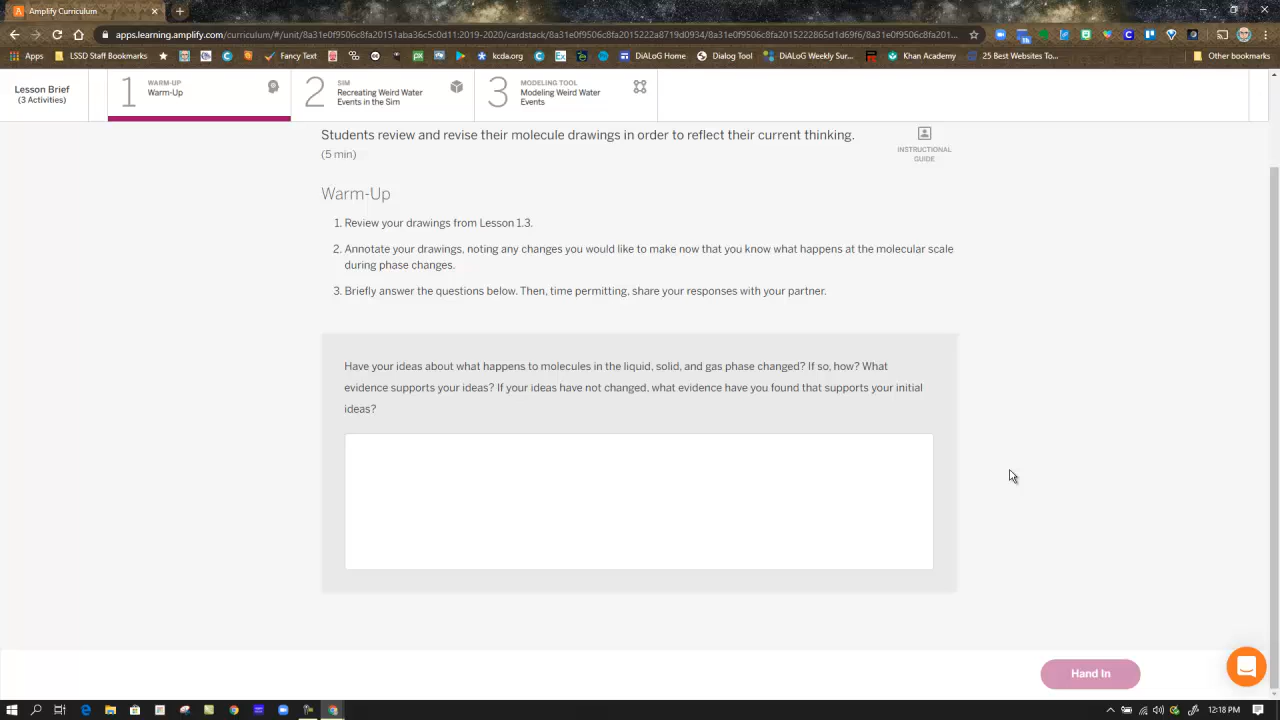 Amplify Curriculum
apps.learning.amplify.com/curriculum/#/unit/8a31e0f9506c8fa20151aba36c5c0d11:2019-2020/cardstack/8a31e0f9506c8fa2015222a8719d0934/8a31e0f9506c8fa20152222865d1d69f6/8a31e0f9506c8fa201...
Apps
LSSD Staff Bookmarks
kcda.org
DiALoG Home
Dialog Tool
DiALoG Weekly Sur...
Khan Academy
25 Best Websites To...
Other bookmarks
Lesson Brief
(3 Activities)
1
WARM-UP
Warm-Up
2
SIM
Recreating Weird Water
Events in the Sim
3
MODELING TOOL
Modeling Weird Water
Events
Students review and revise their molecule drawings in order to reflect their current thinking.
(5 min)
INSTRUCTIONAL
GUIDE
Warm-Up
1. Review your drawings from Lesson 1.3.
2. Annotate your drawings, noting any changes you would like to make now that you know what happens at the molecular scale
during phase changes.
3. Briefly answer the questions below. Then, time permitting, share your responses with your partner.
Have your ideas about what happens to molecules in the liquid, solid, and gas phase changed? If so, how? What
evidence supports your ideas? If your ideas have not changed, what evidence have you found that supports your initial
ideas?
Hand In
12:18 PM